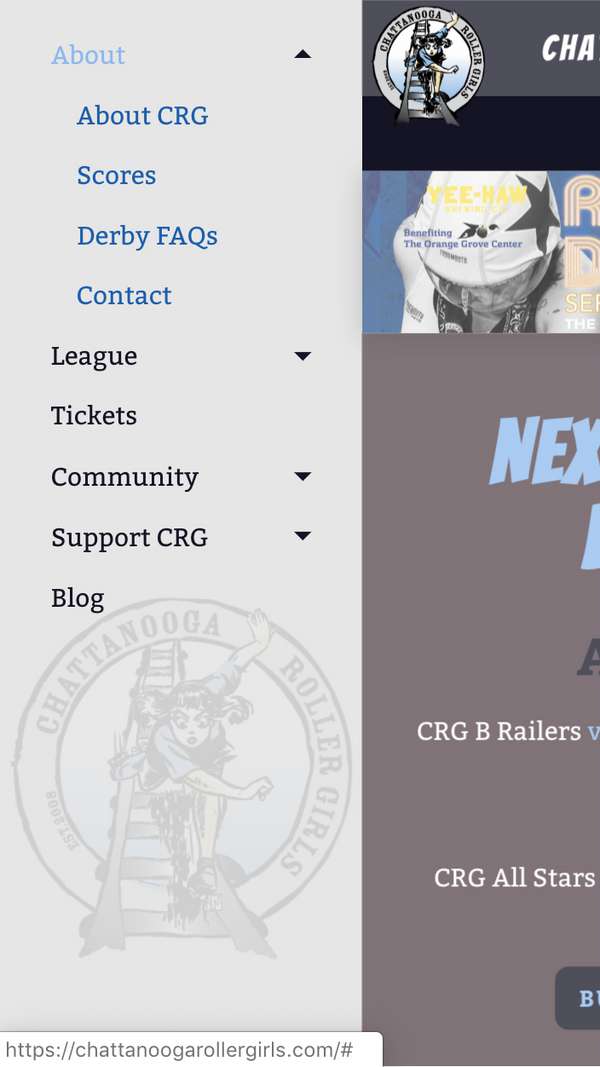 About
About CRG
Scores
Derby FAQs
Contact
League
Tickets
Community
Support CRG
Blog
CHATTANOOGA ROLLER GIRLS
EST. 2008
https://chattanoogarollergirls.com/#
CHATTANOOGA ROLLER GIRLS
CHA
YEE-HAW
BREWING CO
Benefiting
The Orange Grove Center
R
D
SER
THE
NEX
A
CRG B Railers v
CRG All Stars
BU